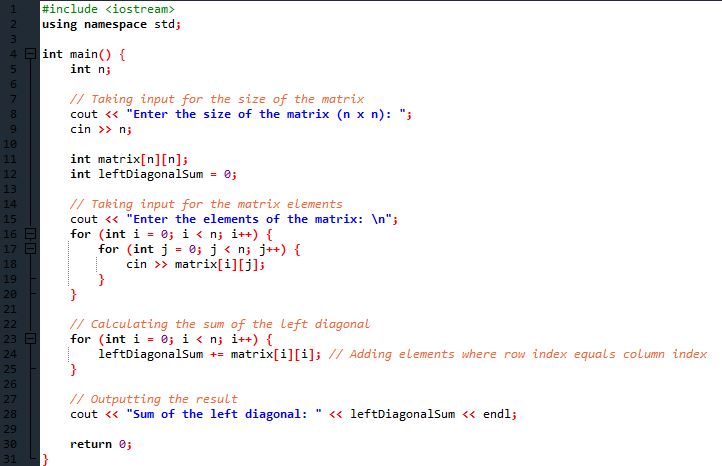 1 #include <iostream>
2 using namespace std;
3
4 int main() {
5 int n;
6
7 // Taking input for the size of the matrix
8 cout << "Enter the size of the matrix (n x n): ";
9 cin >> n;
10
11 int matrix[n][n];
12 int leftDiagonalSum = 0;
13
14 // Taking input for the matrix elements
15 cout << "Enter the elements of the matrix: \n";
16 for (int i = 0; i < n; i++) {
17 for (int j = 0; j < n; j++) {
18 cin >> matrix[i][j];
19 }
20 }
21
22 // Calculating the sum of the left diagonal
23 for (int i = 0; i < n; i++) {
24 leftDiagonalSum += matrix[i][i]; // Adding elements where row index equals column index
25 }
26
27 // Outputting the result
28 cout << "Sum of the left diagonal: " << leftDiagonalSum << endl;
29
30 return 0;
31 }